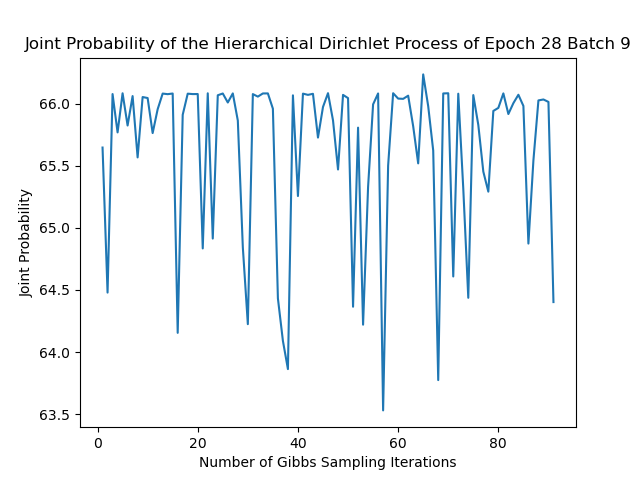 Joint Probability of the Hierarchical Dirichlet Process of Epoch 28 Batch 9
66.0
65.5
65.0
64.5
64.0
63.5
Joint Probability
0 20 40 60 80
Number of Gibbs Sampling Iterations